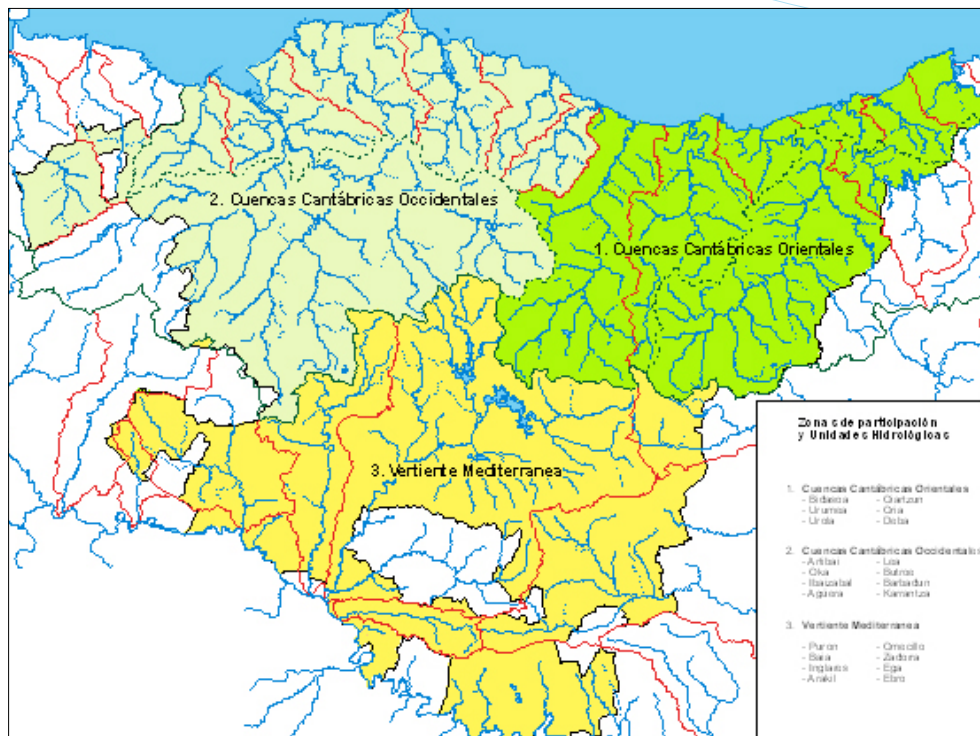 2. Cuencas Cantábricas Occidentales
1. Cuencas Cantábricas Orientales
3. Vertiente Mediterranea
Zonas de participación
y Unidades Hidrológicas
1. Cuencas Cantábricas Orientales
- Bidasoa - Oiartzun
- Urumea - Oria
- Urola - Deba
2. Cuencas Cantábricas Occidentales
- Artibai - Lea
- Oka - Butroe
- Ibaizabal - Barbadun
- Aguera - Karrantza
3. Vertiente Mediterranea
- Puron - Omecillo
- Baia - Zadorra
- Inglares - Ega
- Arakil - Ebro